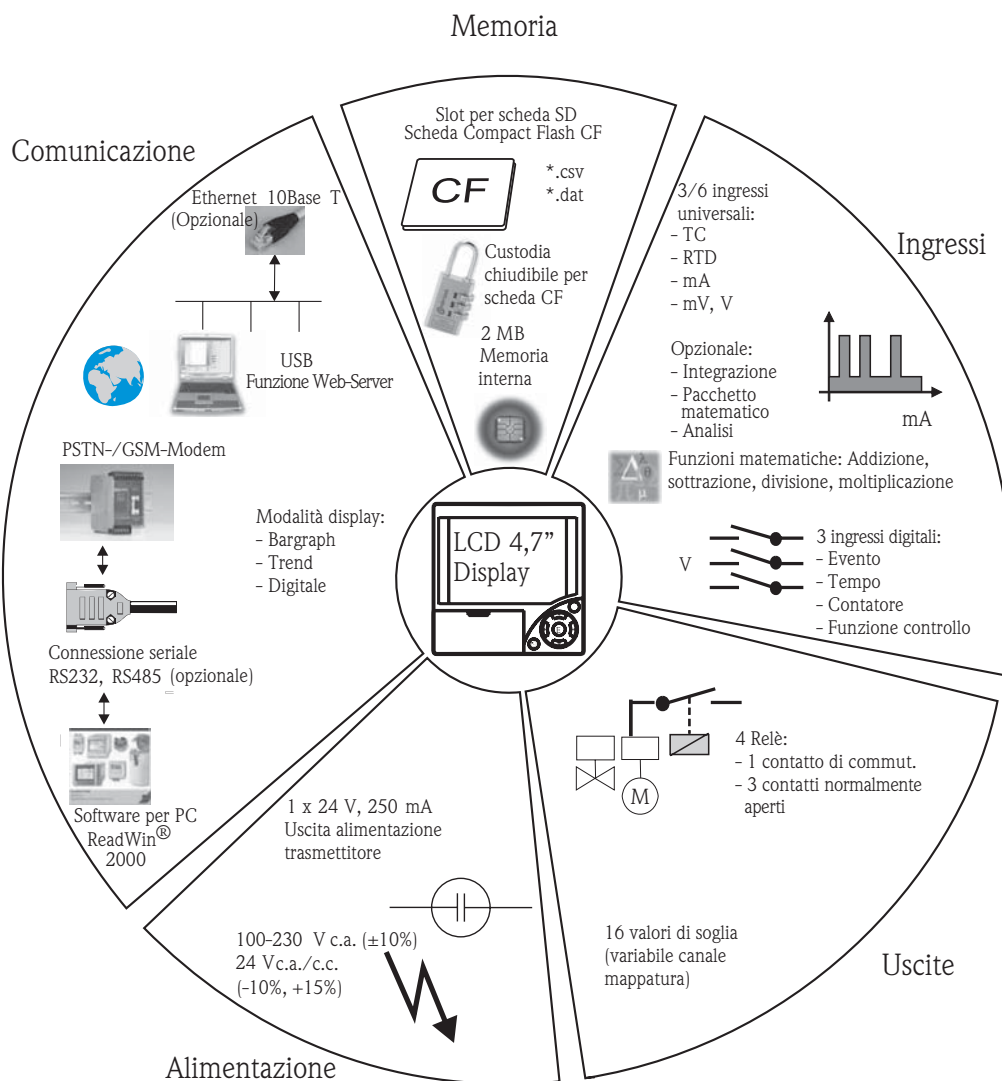 Memoria
Slot per scheda SD
Scheda Compact Flash CF
CF
*.csv
*.dat
Custodia
chiudibile per
scheda CF
2 MB
Memoria
interna
Comunicazione
Ethernet 10Base T
(Opzionale)
USB
Funzione Web-Server
PSTN-/GSM-Modem
Modalità display:
- Bargraph
- Trend
- Digitale
Connessione seriale
RS232, RS485 (opzionale)
Software per PC
ReadWin®
2000
LCD 4,7”
Display
Ingressi
3/6 ingressi
universali:
- TC
- RTD
- mA
- mV, V
Opzionale:
- Integrazione
- Pacchetto
matematico
- Analisi
mA
Funzioni matematiche: Addizione,
sottrazione, divisione, moltiplicazione
V
3 ingressi digitali:
- Evento
- Tempo
- Contatore
- Funzione controllo
M
4 Relè:
- 1 contatto di commut.
- 3 contatti normalmente
aperti
16 valori di soglia
(variabile canale
mappatura)
Uscite
1 x 24 V, 250 mA
Uscita alimentazione
trasmettitore
100-230 V c.a. (±10%)
24 Vc.a./c.c.
(-10%, +15%)
Alimentazione